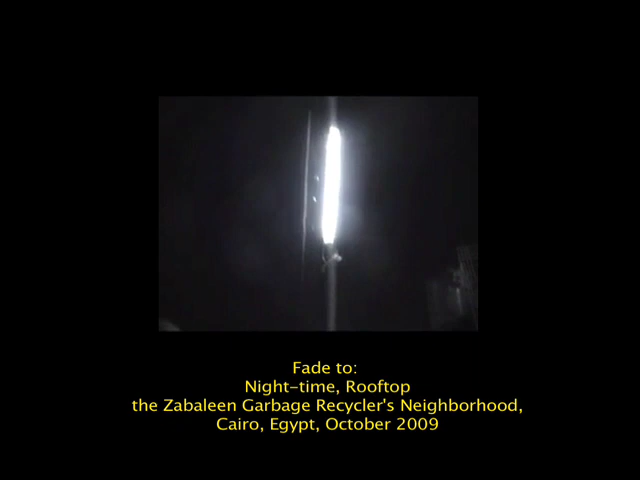 Fade to:
Night-time, Rooftop
the Zabaleen Garbage Recycler's Neighborhood,
Cairo, Egypt, October 2009